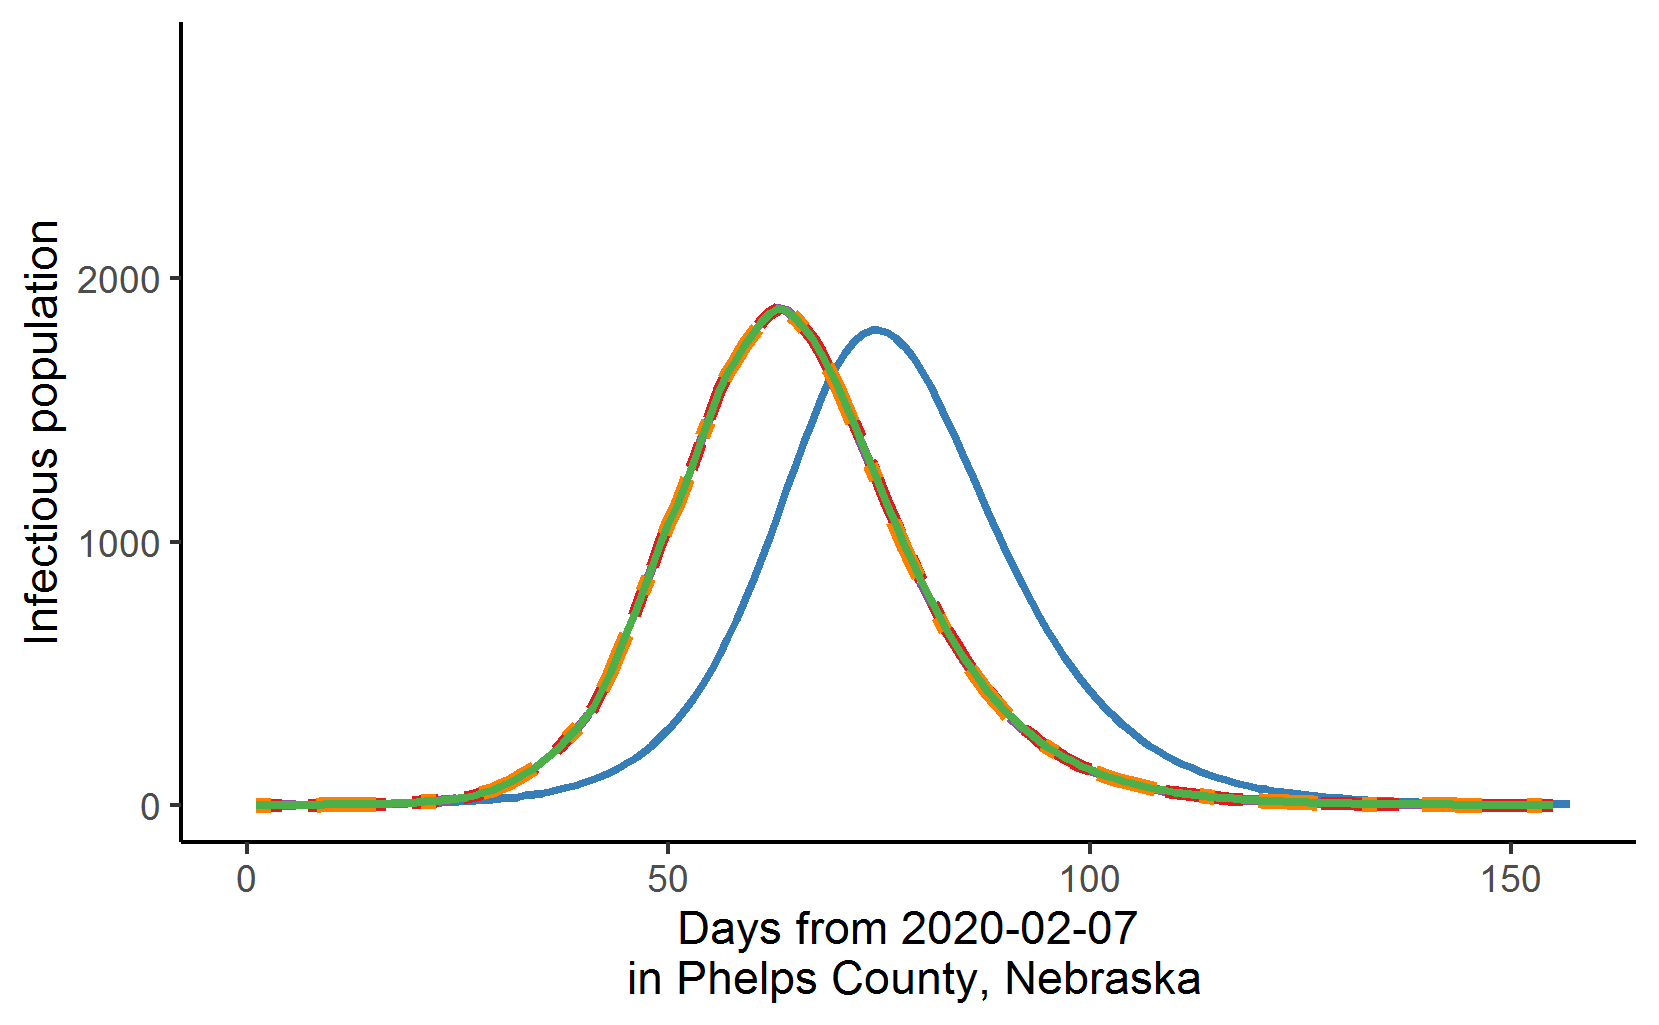 Infectious population
2000
1000
0
0 50 100 150
Days from 2020-02-07
in Phelps County, Nebraska